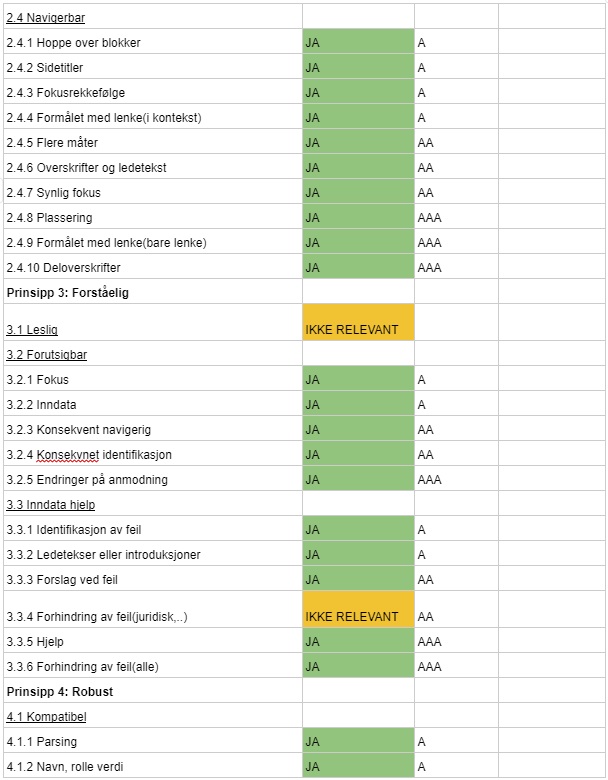 2.4 Navigerbar
2.4.1 Hoppe over blokker JA A
2.4.2 Sidetitler JA A
2.4.3 Fokusrekkefølge JA A
2.4.4 Formålet med lenke(i kontekst) JA A
2.4.5 Flere måter JA AA
2.4.6 Overskrifter og ledetekst JA AA
2.4.7 Synlig fokus JA AA
2.4.8 Plassering JA AAA
2.4.9 Formålet med lenke(bare lenke) JA AAA
2.4.10 Deloverskrifter JA AAA
Prinsipp 3: Forståelig
3.1 Leslig IKKE RELEVANT
3.2 Forutsigbar
3.2.1 Fokus JA A
3.2.2 Inndata JA A
3.2.3 Konsekvent navigerig JA AA
3.2.4 Konsekvnet identifikasjon JA AA
3.2.5 Endringer på anmodning JA AAA
3.3 Inndata hjelp
3.3.1 Identifikasjon av feil JA A
3.3.2 Ledetekser eller introduksjoner JA A
3.3.3 Forslag ved feil JA AA
3.3.4 Forhindring av feil(juridisk,..) IKKE RELEVANT AA
3.3.5 Hjelp JA AAA
3.3.6 Forhindring av feil(alle) JA AAA
Prinsipp 4: Robust
4.1 Kompatibel
4.1.1 Parsing JA A
4.1.2 Navn, rolle verdi JA A